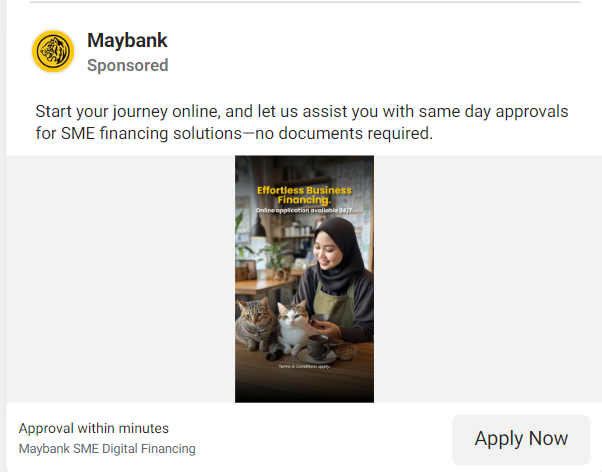 Maybank
Sponsored
Start your journey online, and let us assist you with same day approvals
for SME financing solutions—no documents required.
Effortless Business
Financing.
Online application available 24/7
Terms & Conditions apply.
Approval within minutes
Maybank SME Digital Financing
Apply Now